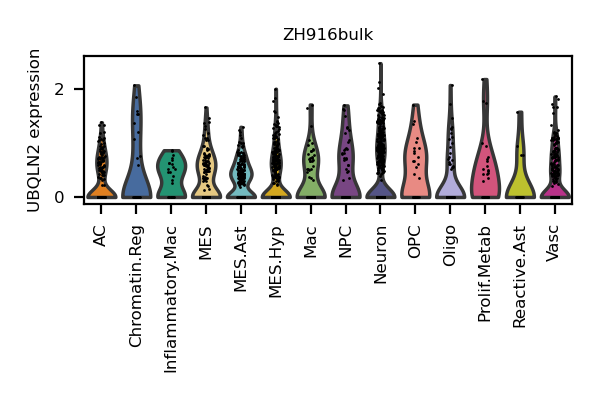 ZH916bulk
UBQLN2 expression
2
0
AC
Chromatin.Reg
Inflammatory.Mac
MES
MES.Ast
MES.Hyp
Mac
NPC
Neuron
OPC
Oligo
Prolif.Metab
Reactive.Ast
Vasc